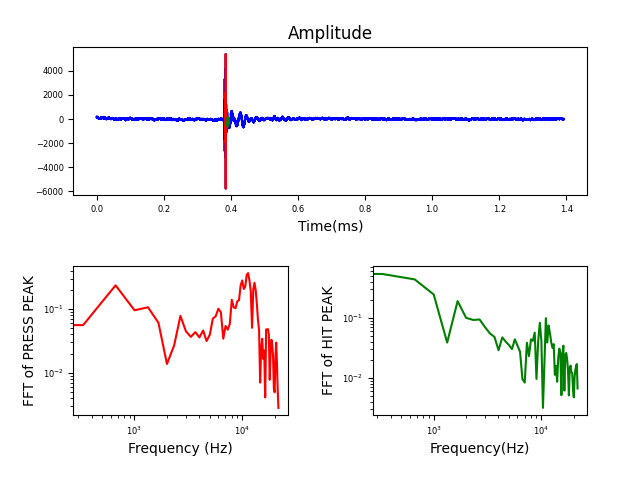 Amplitude
4000
2000
0
−2000
−4000
−6000
0.0 0.2 0.4 0.6 0.8 1.0 1.2 1.4
Time(ms)
FFT of PRESS PEAK
10⁻¹
10⁻²
10³ 10⁴
Frequency (Hz)
FFT of HIT PEAK
10⁻¹
10⁻²
10³ 10⁴
Frequency(Hz)